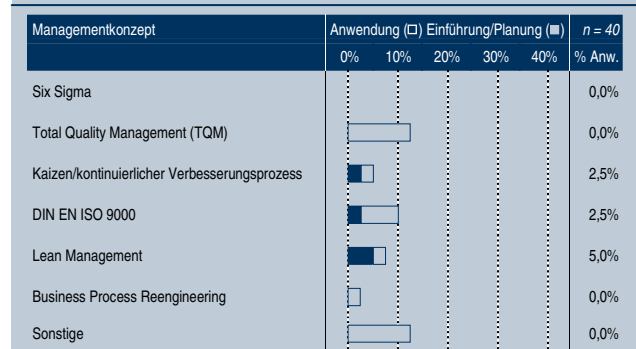 Managementkonzept Anwendung (□) Einführung/Planung (■) n = 40
0% 10% 20% 30% 40% % Anw.
Six Sigma 0,0%
Total Quality Management (TQM) 0,0%
Kaizen/kontinuierlicher Verbesserungsprozess 2,5%
DIN EN ISO 9000 2,5%
Lean Management 5,0%
Business Process Reengineering 0,0%
Sonstige 0,0%